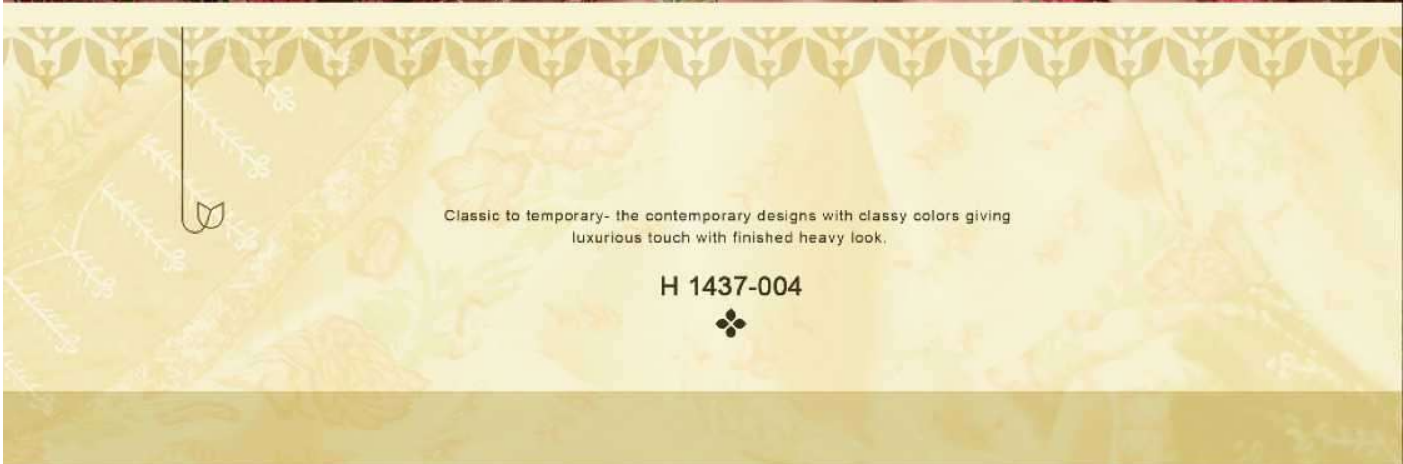 Classic to temporary- the contemporary designs with classy colors giving
luxurious touch with finished heavy look.
H 1437-004